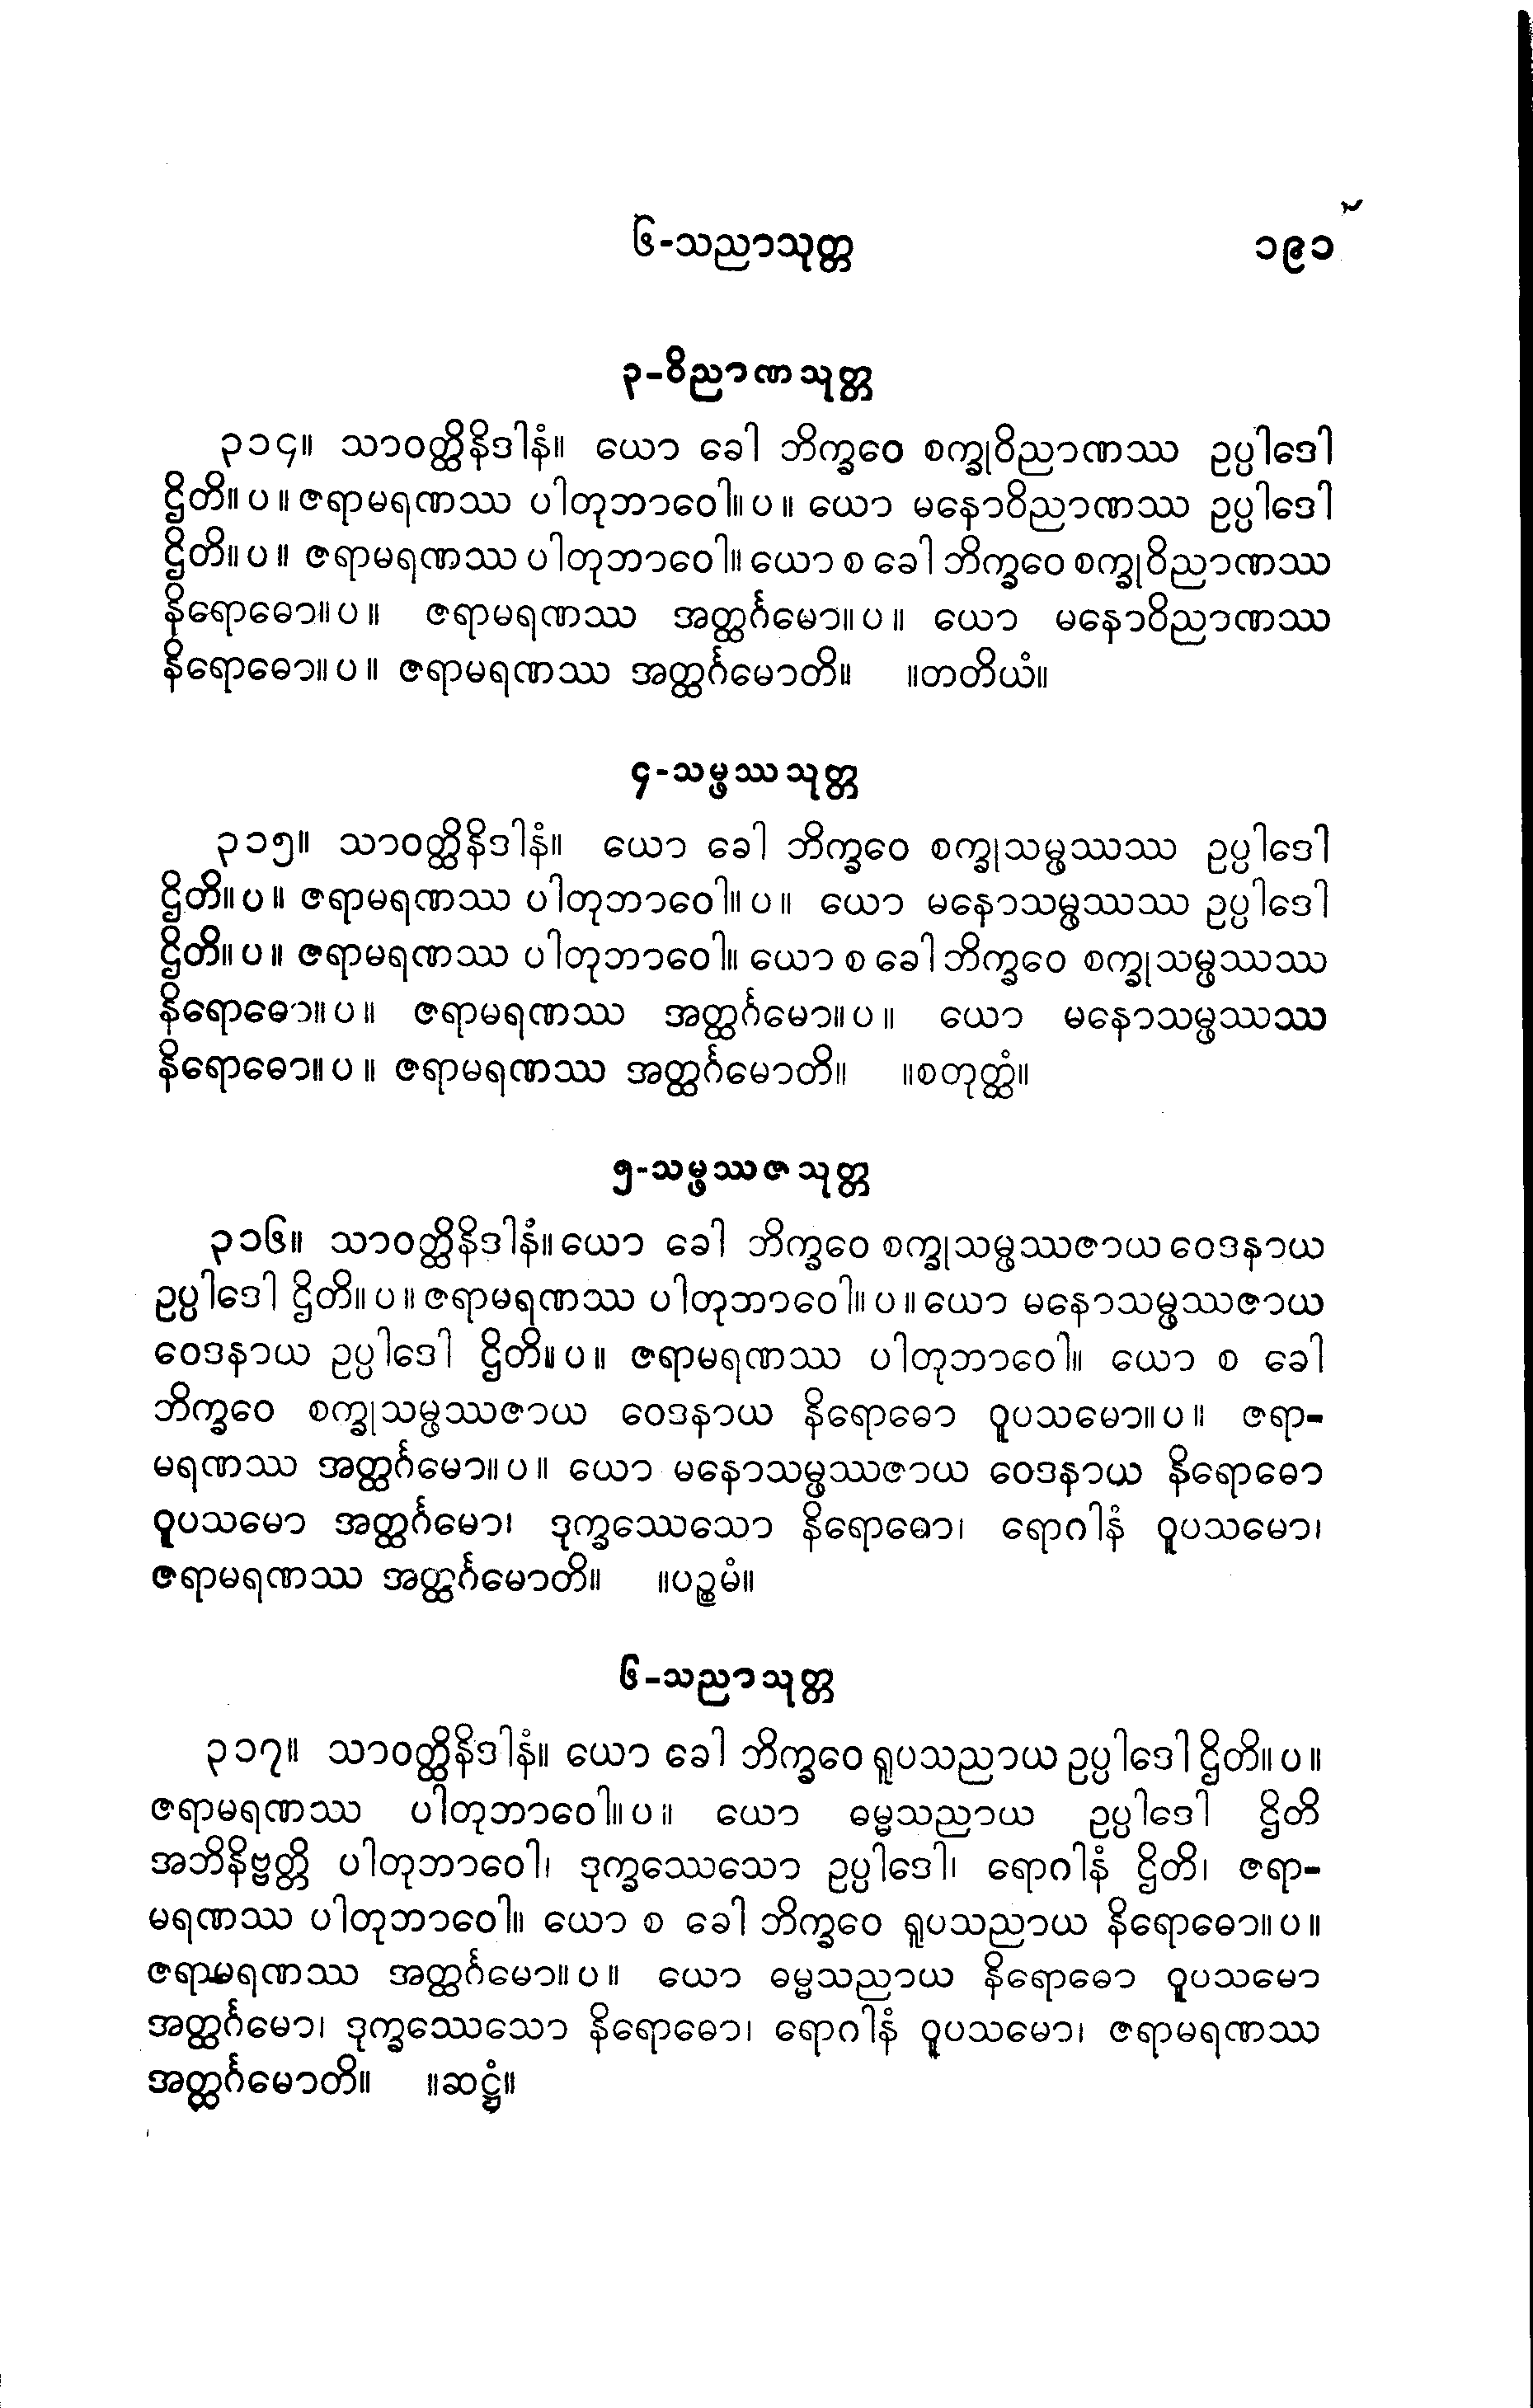 ၆-သညာသုတ္တ ၁၉၁
၃-ဝိညာဏသုတ္တ
၃၁၄။ သာဝတ္ထိနိဒါနံ။ ယော ခေါ ဘိက္ခဝေ စက္ခုဝိညာဏဿ ဥပ္ပါဒေါ
ဌိတိ။ပ။ ဇရာမရဏဿ ပါတုဘာဝေါ။ပ။ ယော မနောဝိညာဏဿ ဥပ္ပါဒေါ
ဌိတိ။ပ။ ဇရာမရဏဿ ပါတုဘာဝေါ။ ယော စ ခေါ ဘိက္ခဝေ စက္ခုဝိညာဏဿ
နိရောဓော။ပ။ ဇရာမရဏဿ အတ္ထင်္ဂမော။ပ။ ယော မနောဝိညာဏဿ
နိရောဓော။ပ။ ဇရာမရဏဿ အတ္ထင်္ဂမောတိ။ ။တတိယံ။
၄-သမ္ဖဿသုတ္တ
၃၁၅။ သာဝတ္ထိနိဒါနံ။ ယော ခေါ ဘိက္ခဝေ စက္ခုသမ္ဖဿဿ ဥပ္ပါဒေါ
ဌိတိ။ပ။ ဇရာမရဏဿ ပါတုဘာဝေါ။ပ။ ယော မနောသမ္ဖဿဿ ဥပ္ပါဒေါ
ဌိတိ။ပ။ ဇရာမရဏဿ ပါတုဘာဝေါ။ ယော စ ခေါ ဘိက္ခဝေ စက္ခုသမ္ဖဿဿ
နိရောဓော။ပ။ ဇရာမရဏဿ အတ္ထင်္ဂမော။ပ။ ယော မနောသမ္ဖဿဿ
နိရောဓော။ပ။ ဇရာမရဏဿ အတ္ထင်္ဂမောတိ။ ။စတုတ္ထံ။
၅-သမ္ဖဿဇသုတ္တ
၃၁၆။ သာဝတ္ထိနိဒါနံ။ ယော ခေါ ဘိက္ခဝေ စက္ခုသမ္ဖဿဇာယ ဝေဒနာယ
ဥပ္ပါဒေါ ဌိတိ။ပ။ ဇရာမရဏဿ ပါတုဘာဝေါ။ပ။ ယော မနောသမ္ဖဿဇာယ
ဝေဒနာယ ဥပ္ပါဒေါ ဌိတိ။ပ။ ဇရာမရဏဿ ပါတုဘာဝေါ။ ယော စ ခေါ
ဘိက္ခဝေ စက္ခုသမ္ဖဿဇာယ ဝေဒနာယ နိရောဓော ဝူပသမော။ပ။ ဇရာ-
မရဏဿ အတ္ထင်္ဂမော။ပ။ ယော မနောသမ္ဖဿဇာယ ဝေဒနာယ နိရောဓော
ဝူပသမော အတ္ထင်္ဂမော၊ ဒုက္ခဿေသော နိရောဓော၊ ရောဂါနံ ဝူပသမော၊
ဇရာမရဏဿ အတ္ထင်္ဂမောတိ။ ။ပဉ္စမံ။
၆-သညာသုတ္တ
၃၁၇။ သာဝတ္ထိနိဒါနံ။ ယော ခေါ ဘိက္ခဝေ ရူပသညာယ ဥပ္ပါဒေါ ဌိတိ။ပ။
ဇရာမရဏဿ ပါတုဘာဝေါ။ပ။ ယော ဓမ္မသညာယ ဥပ္ပါဒေါ ဌိတိ
အဘိနိဗ္ဗတ္တိ ပါတုဘာဝေါ၊ ဒုက္ခဿေသော ဥပ္ပါဒေါ၊ ရောဂါနံ ဌိတိ၊ ဇရာ-
မရဏဿ ပါတုဘာဝေါ။ ယော စ ခေါ ဘိက္ခဝေ ရူပသညာယ နိရောဓော။ပ။
ဇရာမရဏဿ အတ္ထင်္ဂမော။ပ။ ယော ဓမ္မသညာယ နိရောဓော ဝူပသမော
အတ္ထင်္ဂမော၊ ဒုက္ခဿေသော နိရောဓော၊ ရောဂါနံ ဝူပသမော၊ ဇရာမရဏဿ
အတ္ထင်္ဂမောတိ။ ။ဆဋ္ဌံ။